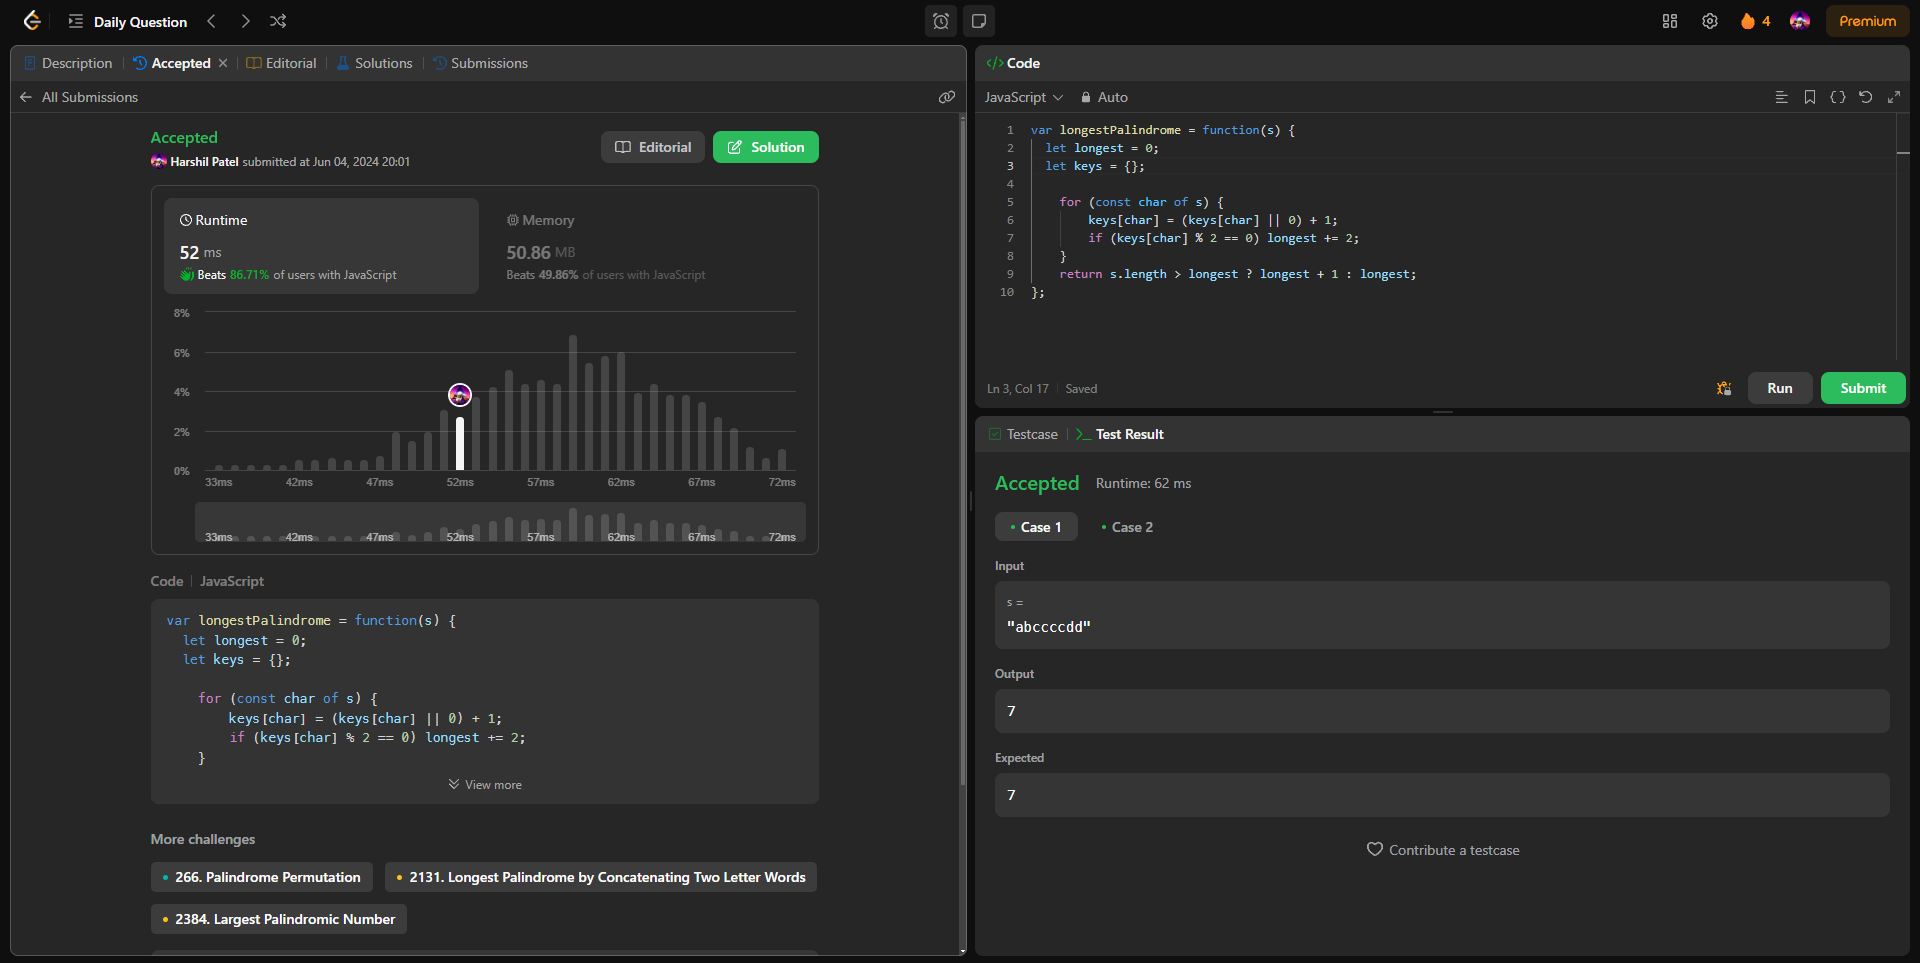 Daily Question
4
Premium
Description
Accepted
Editorial
Solutions
Submissions
All Submissions
Accepted
Harshil Patel submitted at Jun 04, 2024 20:01
Editorial
Solution
Runtime
52 ms
Beats 86.71% of users with JavaScript
Memory
50.86 MB
Beats 49.86% of users with JavaScript
8%
6%
4%
2%
0%
33ms 42ms 47ms 52ms 57ms 62ms 67ms 72ms
33ms 42ms 47ms 52ms 57ms 62ms 67ms 72ms
Code JavaScript
var longestPalindrome = function(s) {
let longest = 0;
let keys = {};
for (const char of s) {
keys[char] = (keys[char] || 0) + 1;
if (keys[char] % 2 == 0) longest += 2;
}
View more
More challenges
266. Palindrome Permutation
2131. Longest Palindrome by Concatenating Two Letter Words
2384. Largest Palindromic Number
</> Code
JavaScript
Auto
1 var longestPalindrome = function(s) {
2 let longest = 0;
3 let keys = {};
4
5 for (const char of s) {
6 keys[char] = (keys[char] || 0) + 1;
7 if (keys[char] % 2 == 0) longest += 2;
8 }
9 return s.length > longest ? longest + 1 : longest;
10 };
Ln 3, Col 17 Saved
Run
Submit
Testcase
Test Result
Accepted Runtime: 62 ms
Case 1
Case 2
Input
s =
"abccccdd"
Output
7
Expected
7
Contribute a testcase